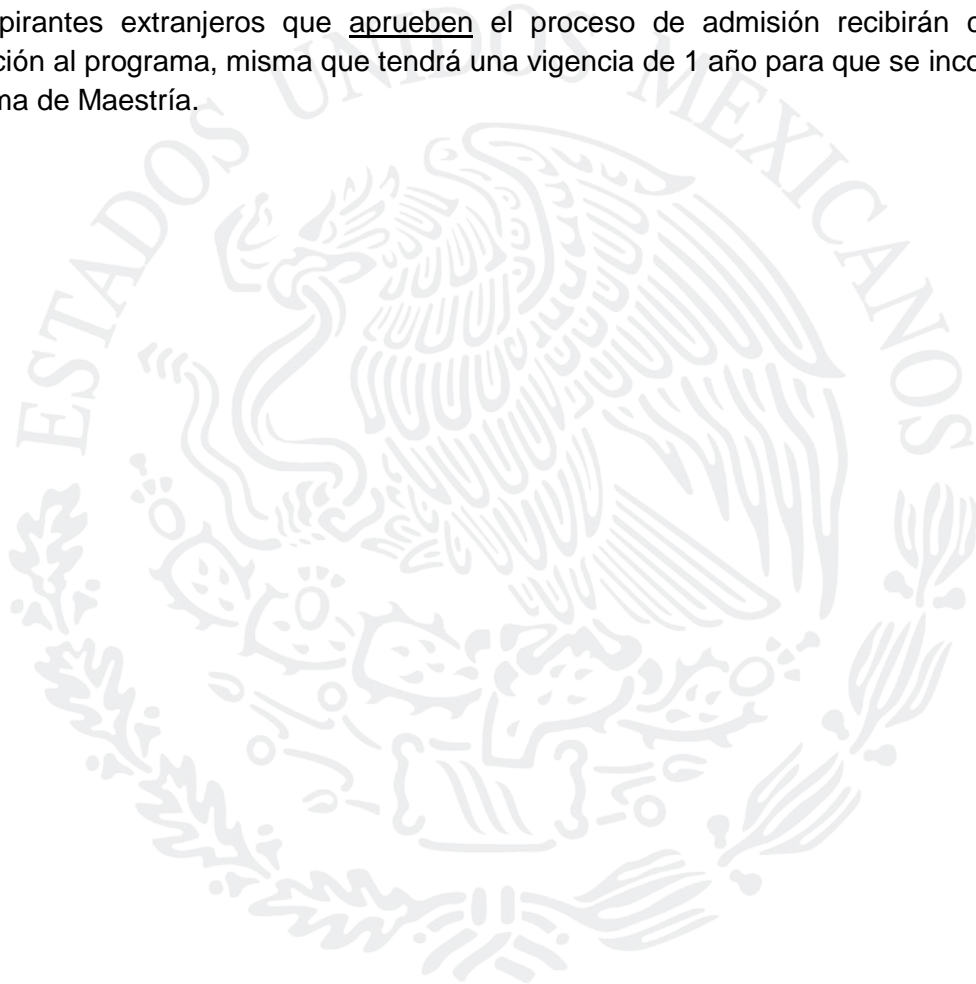 pirantes extranjeros que aprueben el proceso de admisión recibirán
ción al programa, misma que tendrá una vigencia de 1 año para que se
ma de Maestría.
ESTADOS UNIDOS MEXICANOS